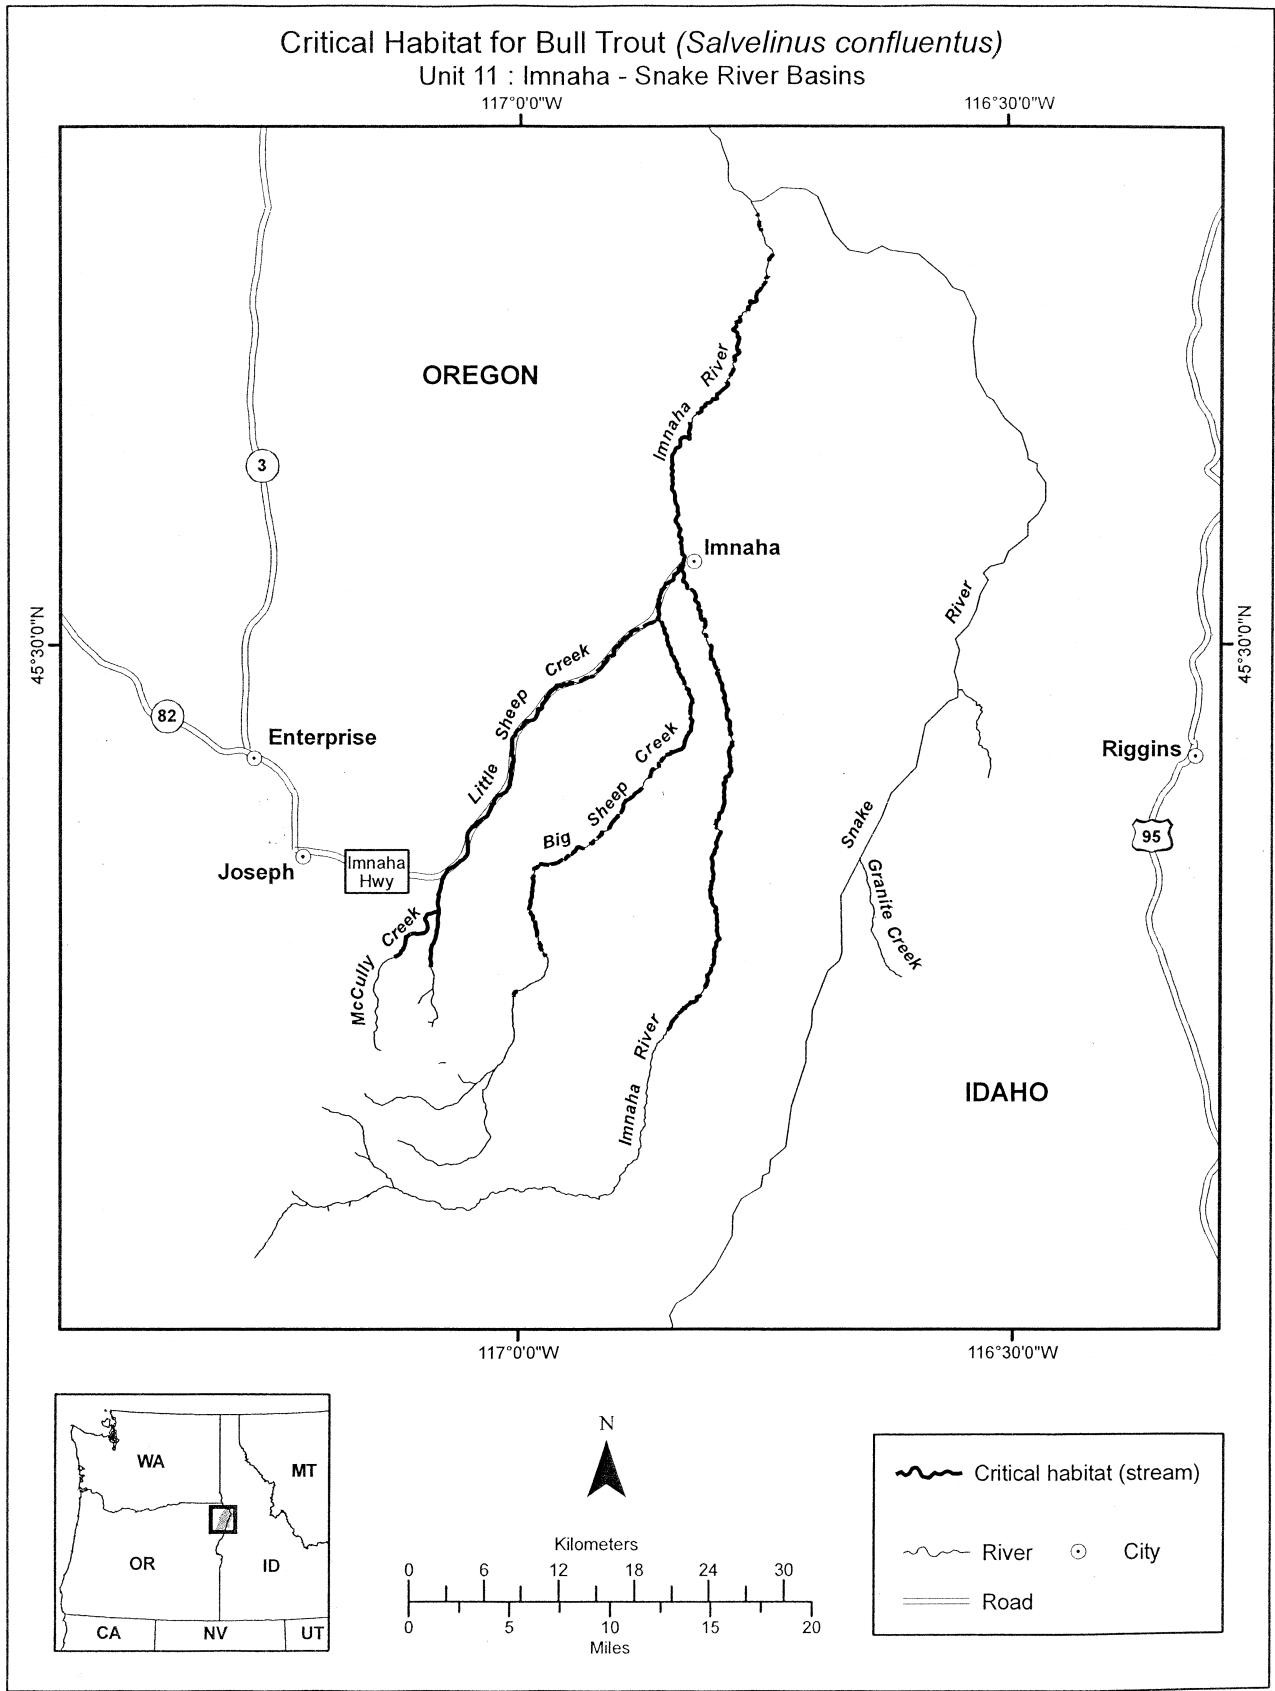 Critical Habitat for Bull Trout (Salvelinus confluentus)
Unit 11 : Imnaha - Snake River Basins
117°0'0"W
116°30'0"W
OREGON
Imnaha River
3
Imnaha
45°30'0"N
45°30'0"N
River
Little Sheep Creek
82
Enterprise
Big Sheep Creek
Riggins
Snake
95
Joseph
Imnaha
Hwy
Granite Creek
McCully Creek
Imnaha River
IDAHO
117°0'0"W
116°30'0"W
WA
MT
OR
ID
CA
NV
UT
N
Kilometers
0 6 12 18 24 30
0 5 10 15 20
Miles
Critical habitat (stream)
River
City
Road